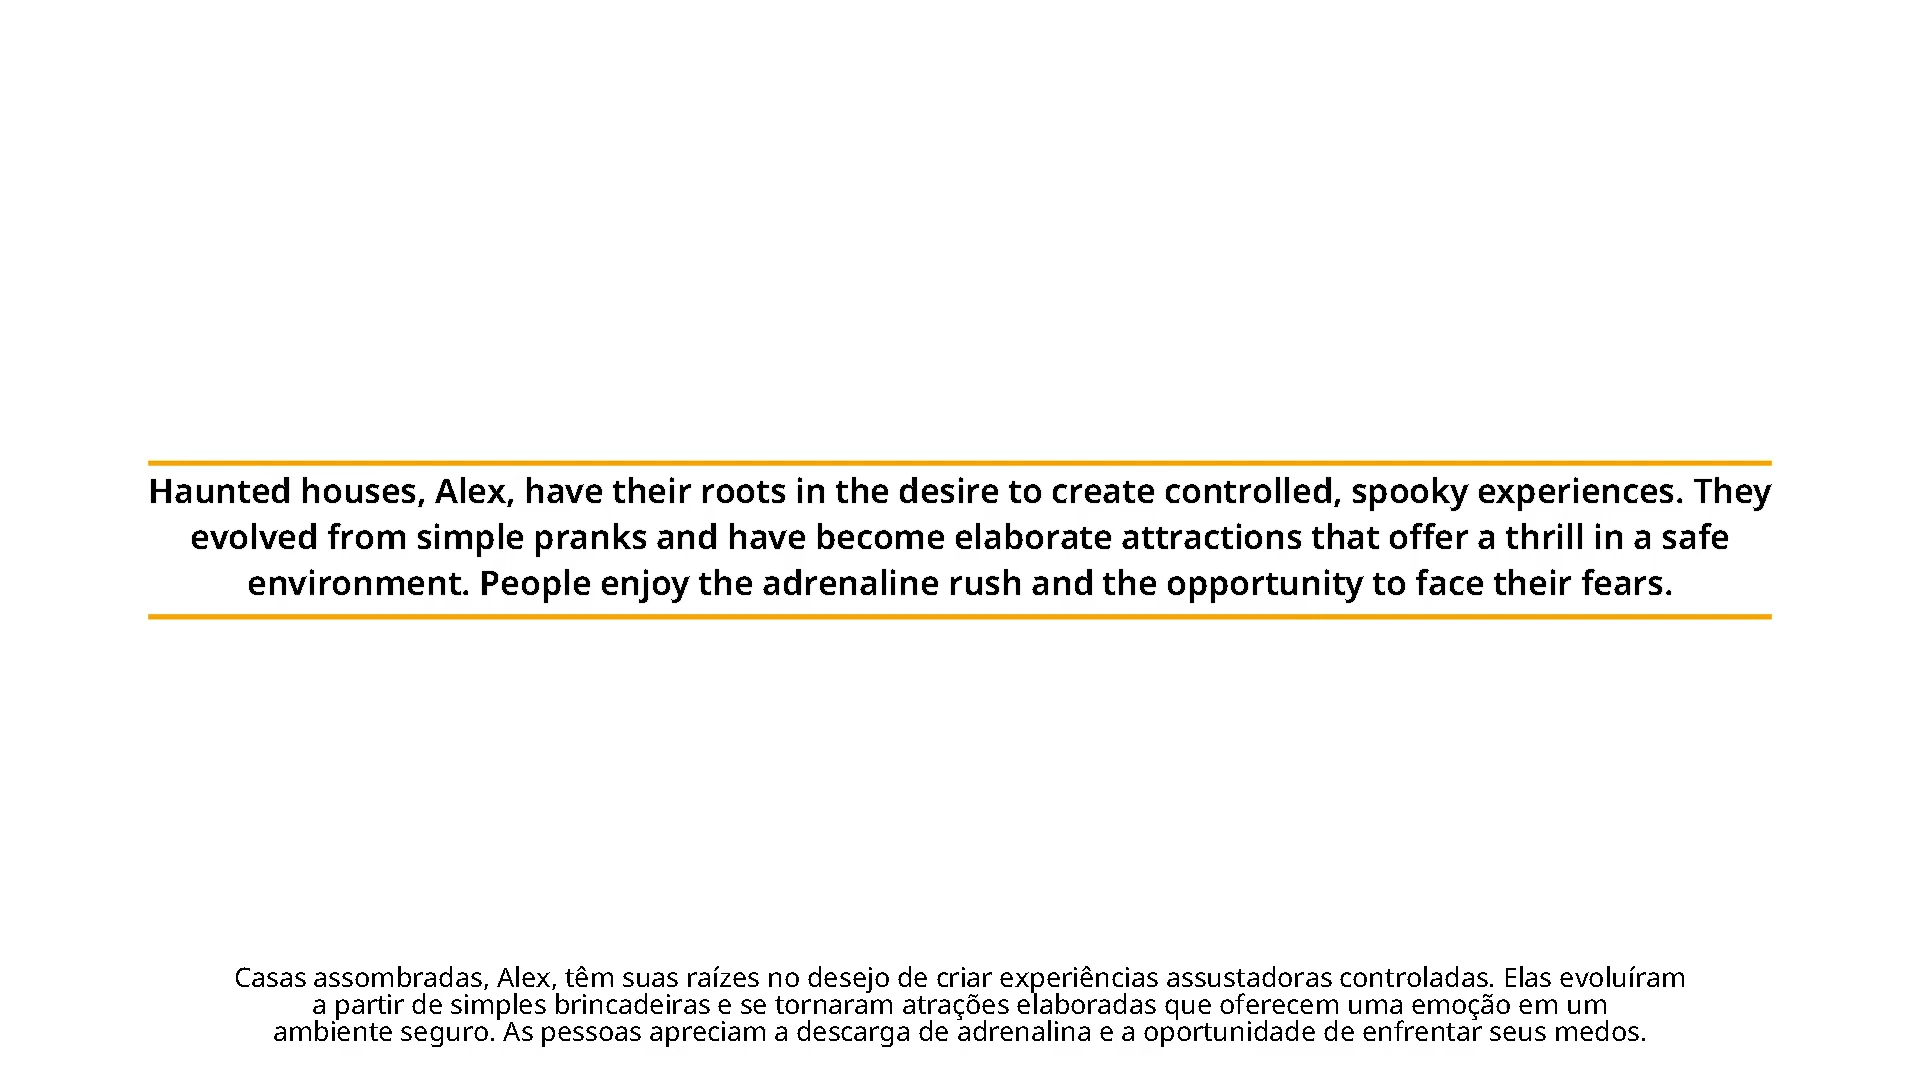 Haunted houses, Alex, have their roots in the desire to create controlled, spooky experiences. They
evolved from simple pranks and have become elaborate attractions that offer a thrill in a safe
environment. People enjoy the adrenaline rush and the opportunity to face their fears.
Casas assombradas, Alex, têm suas raízes no desejo de criar experiências assustadoras controladas. Elas evoluíram
a partir de simples brincadeiras e se tornaram atrações elaboradas que oferecem uma emoção em um
ambiente seguro. As pessoas apreciam a descarga de adrenalina e a oportunidade de enfrentar seus medos.